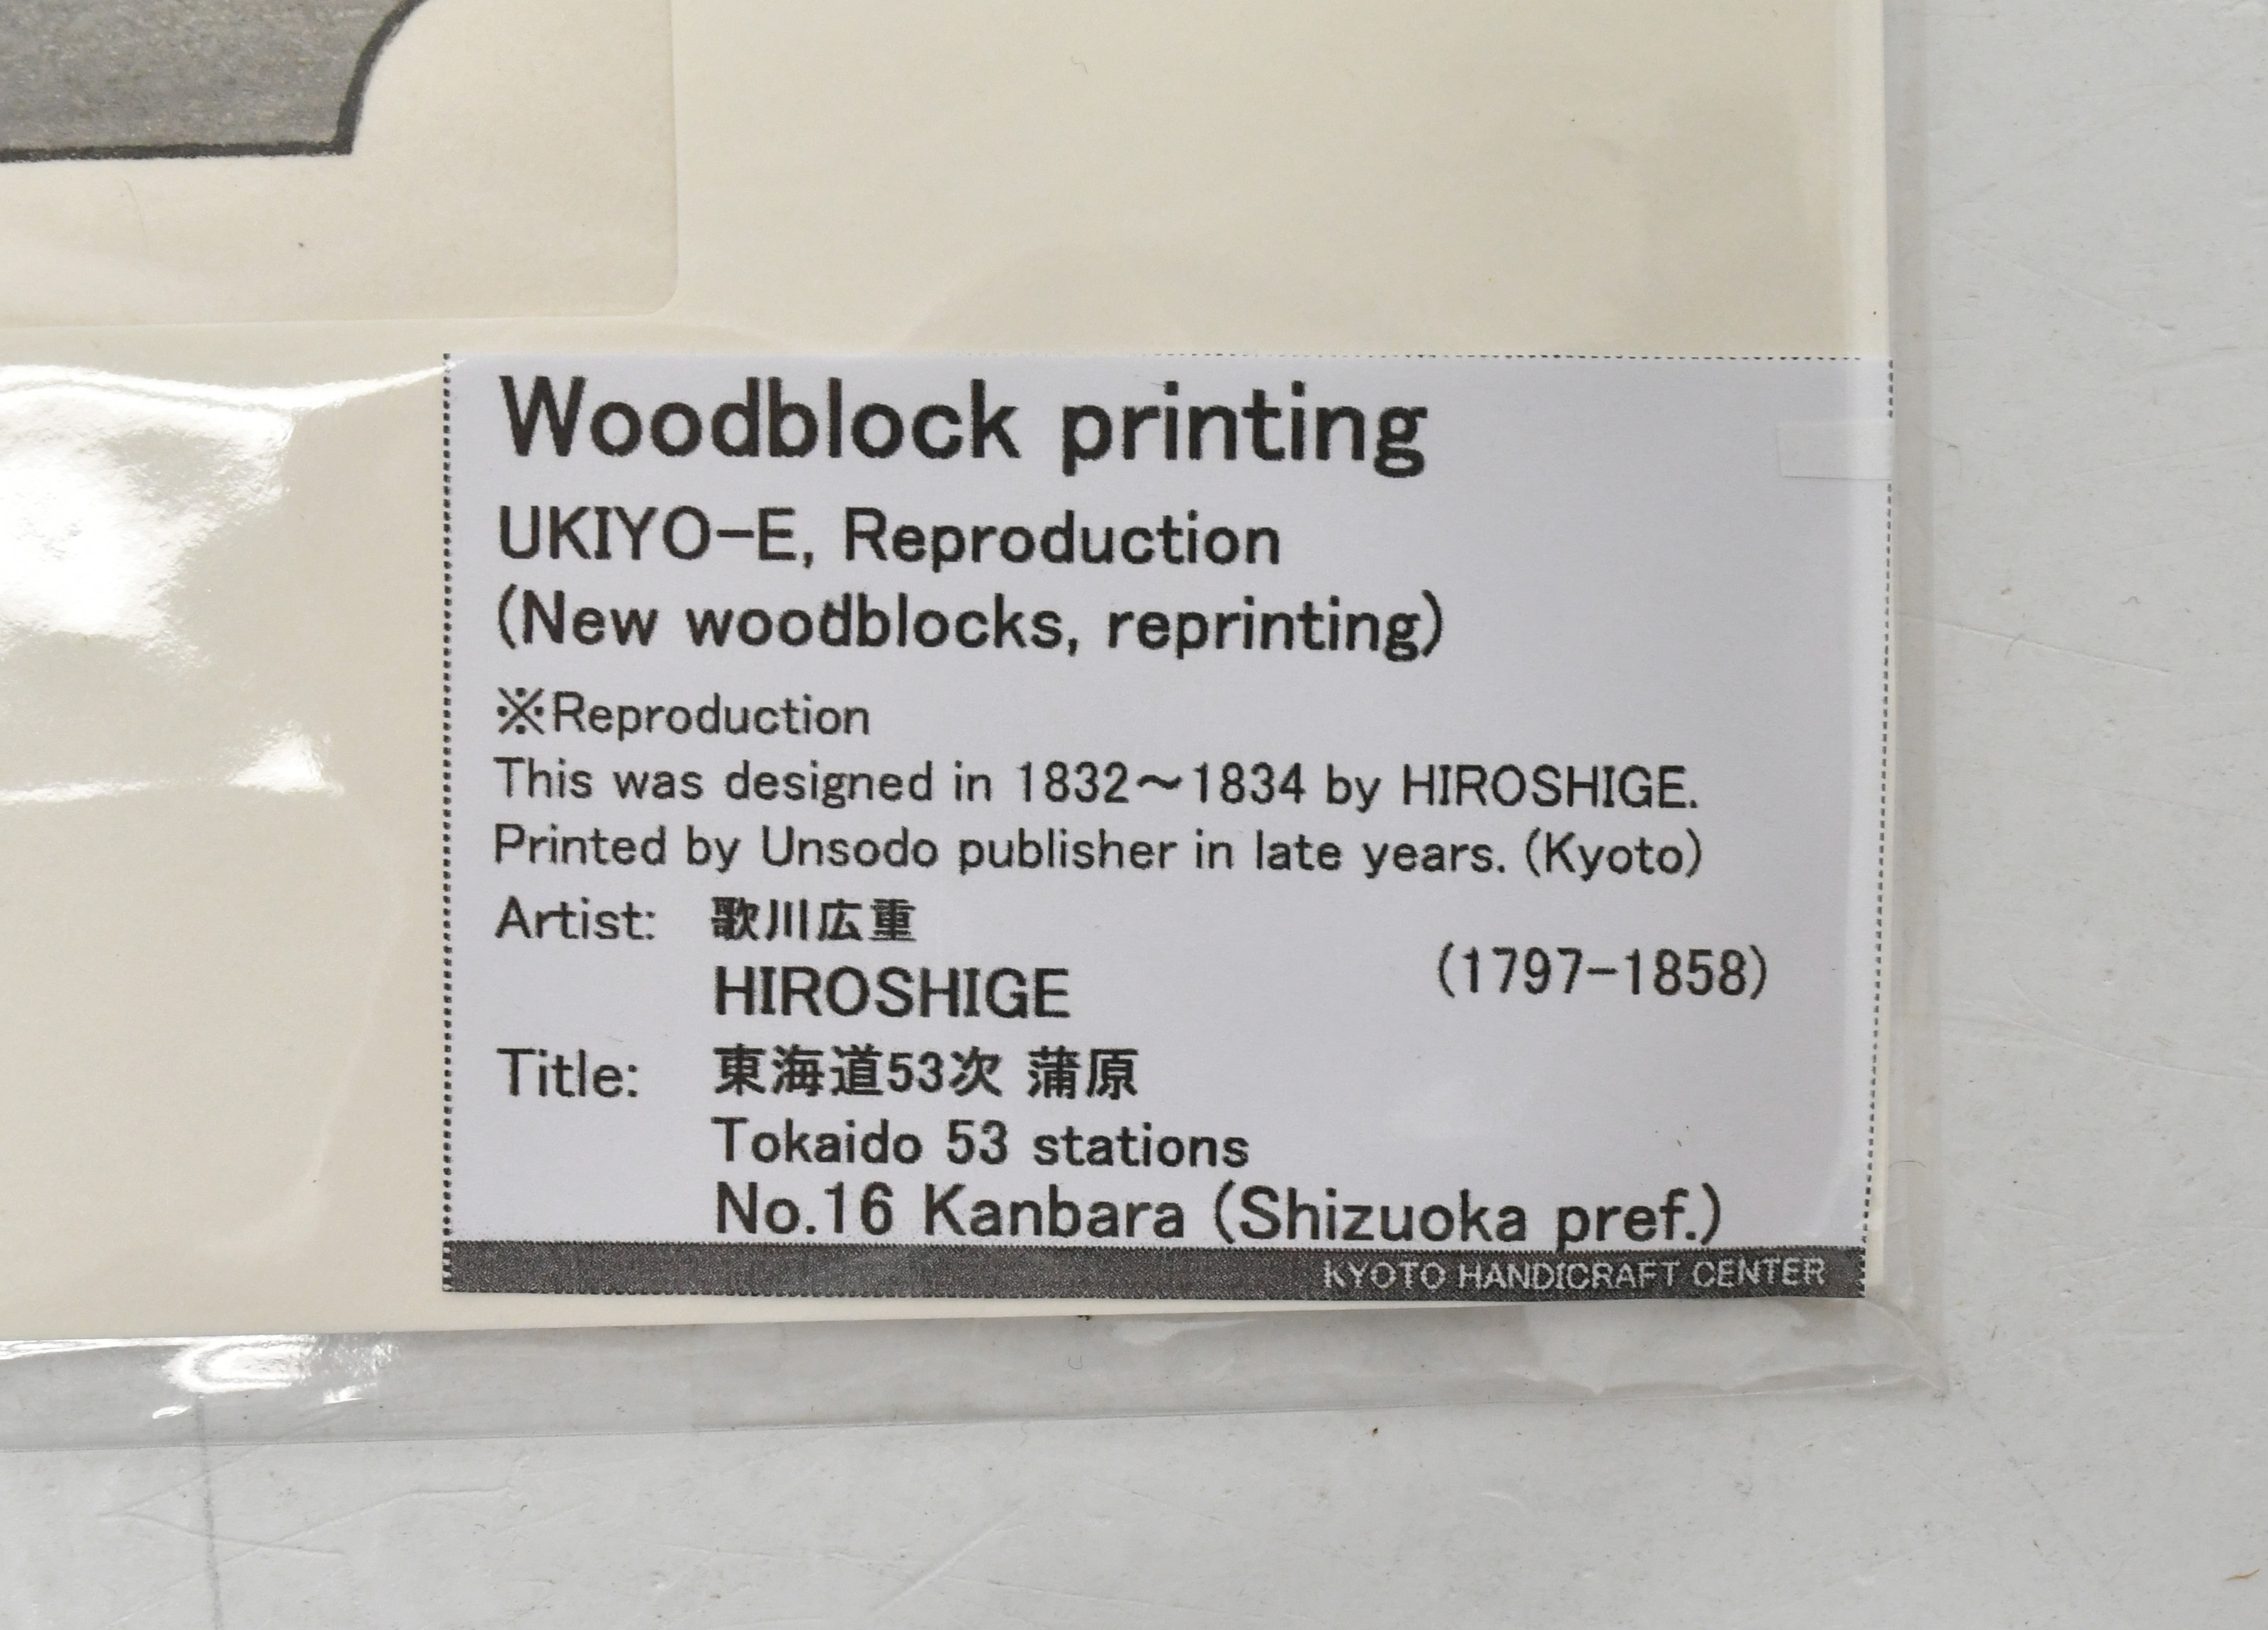 Woodblock printing
UKIYO-E, Reproduction
(New woodblocks, reprinting)
※Reproduction
This was designed in 1832～1834 by HIROSHIGE.
Printed by Unsodo publisher in late years. (Kyoto)
Artist: 歌川広重
HIROSHIGE (1797-1858)
Title: 東海道53次 蒲原
Tokaido 53 stations
No.16 Kanbara (Shizuoka pref.)
KYOTO HANDICRAFT CENTER